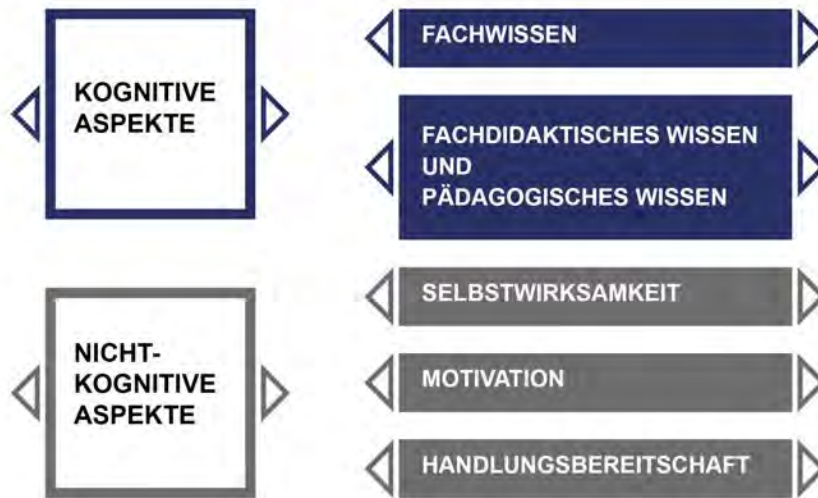 KOGNITIVE
ASPEKTE
FACHWISSEN
FACHDIDAKTISCHES WISSEN
UND
PÄDAGOGISCHES WISSEN
NICHT-
KOGNITIVE
ASPEKTE
SELBSTWIRKSAMKEIT
MOTIVATION
HANDLUNGSBEREITSCHAFT